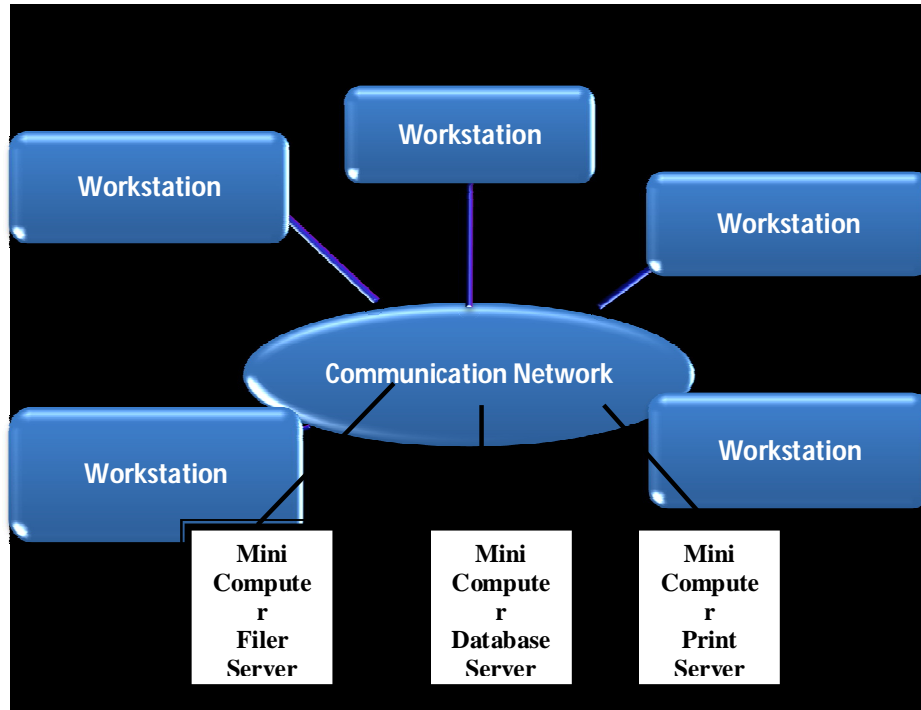 Workstation
Workstation
Workstation
Communication Network
Workstation
Workstation
Mini
Compute
r
Filer
Server
Mini
Compute
r
Database
Server
Mini
Compute
r
Print
Server